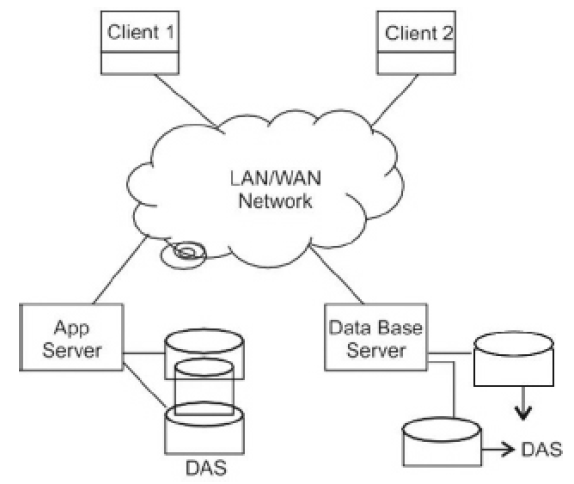 Client 1
Client 2
LAN/WAN
Network
App
Server
Data Base
Server
DAS
DAS